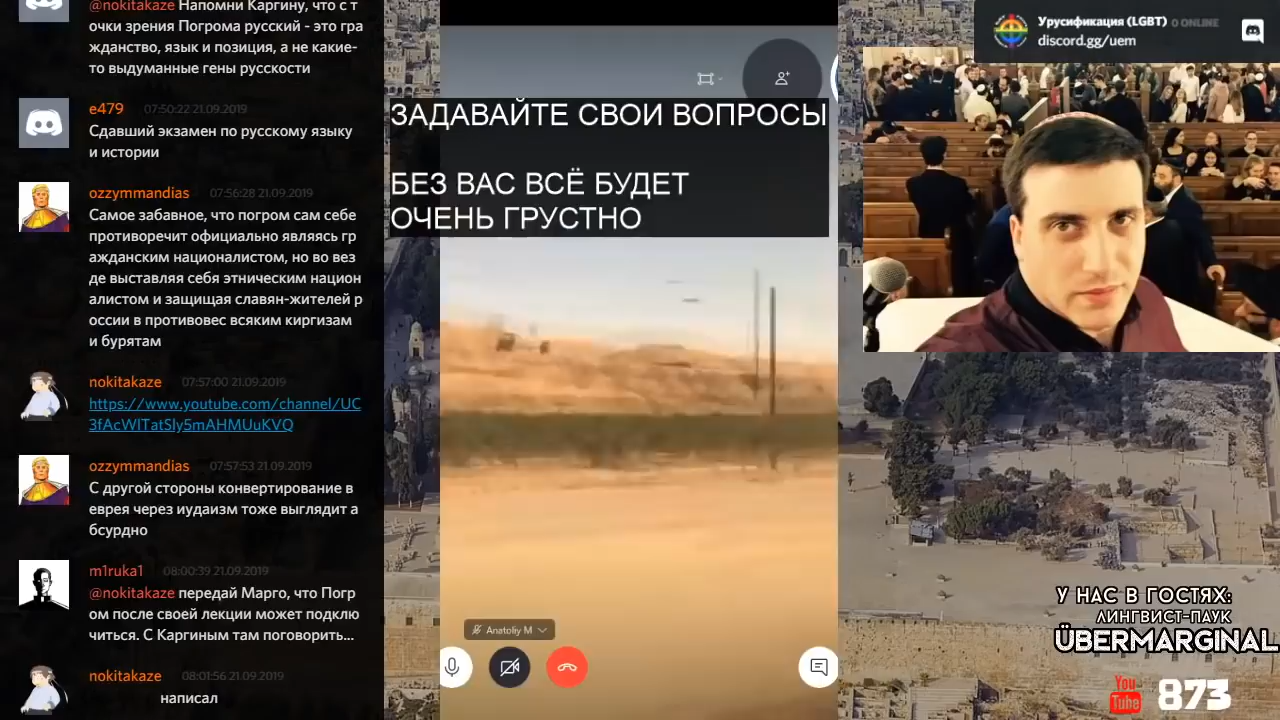 @nokitakaze Напомни Каргину, что с т
очки зрения Погрома русский - это гра
жданство, язык и позиция, а не какие-
то выдуманные гены русскости
e479 07:50:22 21.09.2019
Сдавший экзамен по русскому языку
и истории
ozzymmandias 07:56:28 21.09.2019
Самое забавное, что погром сам себе
противоречит официально являясь гр
ажданским националистом, но во вез
де выставляя себя этническим национ
алистом и защищая славян-жителей р
оссии в противовес всяким киргизам
и бурятам
nokitakaze 07:57:00 21.09.2019
https://www.youtube.com/channel/UC
3fAcWlTatSly5mAHMUuKVQ
ozzymmandias 07:57:53 21.09.2019
С другой стороны конвертирование в
еврея через иудаизм тоже выглядит а
бсурдно
m1ruka1 08:00:39 21.09.2019
@nokitakaze передай Марго, что Погр
ом после своей лекции может подклю
читься. С Каргиным там поговорить...
nokitakaze 08:01:56 21.09.2019
написал
ЗАДАВАЙТЕ СВОИ ВОПРОСЫ
БЕЗ ВАС ВСЁ БУДЕТ
ОЧЕНЬ ГРУСТНО
Anatoliy M
Урусификация (LGBT) 0 ONLINE
discord.gg/uem
У НАС В ГОСТЯХ:
ЛИНГВИСТ-ПАУК
ÜBERMARGINAL
You
Tube 873